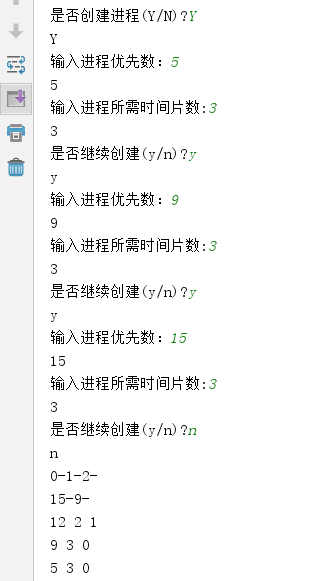 是否创建进程(Y/N)?Y
Y
输入进程优先数：5
5
输入进程所需时间片数:3
3
是否继续创建(y/n)?y
y
输入进程优先数：9
9
输入进程所需时间片数:3
3
是否继续创建(y/n)?y
y
输入进程优先数：15
15
输入进程所需时间片数:3
3
是否继续创建(y/n)?n
n
0-1-2-
15-9-
12 2 1
9 3 0
5 3 0